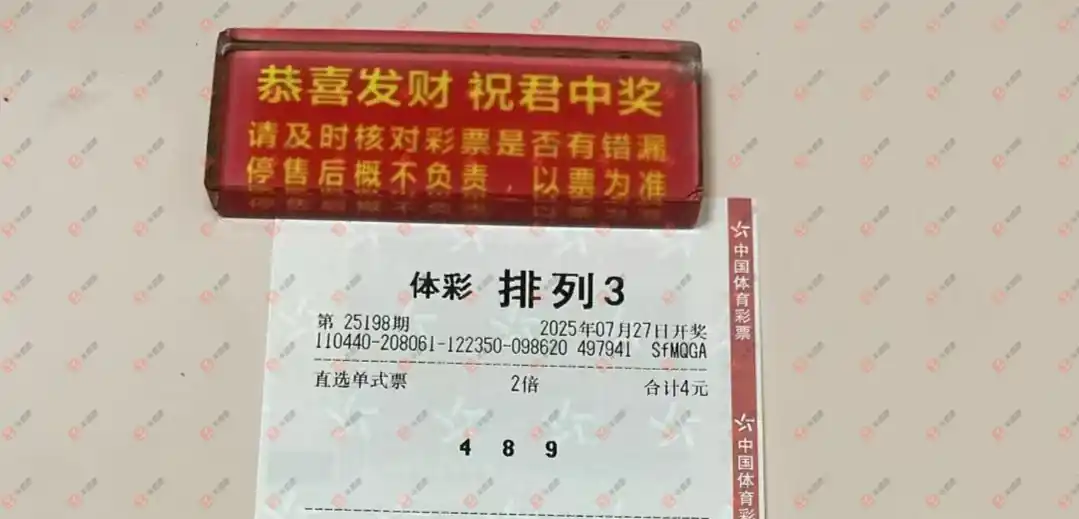 恭喜发财 祝君中奖
请及时核对彩票是否有错漏
停售后概不负责，以票为准
体彩 排列3
第 25198期 2025年07月27日开奖
110440-208061-122350-098620 497941 SfMQGA
直选单式票 2倍 合计4元
4 8 9
中国体育彩票
中国体育彩